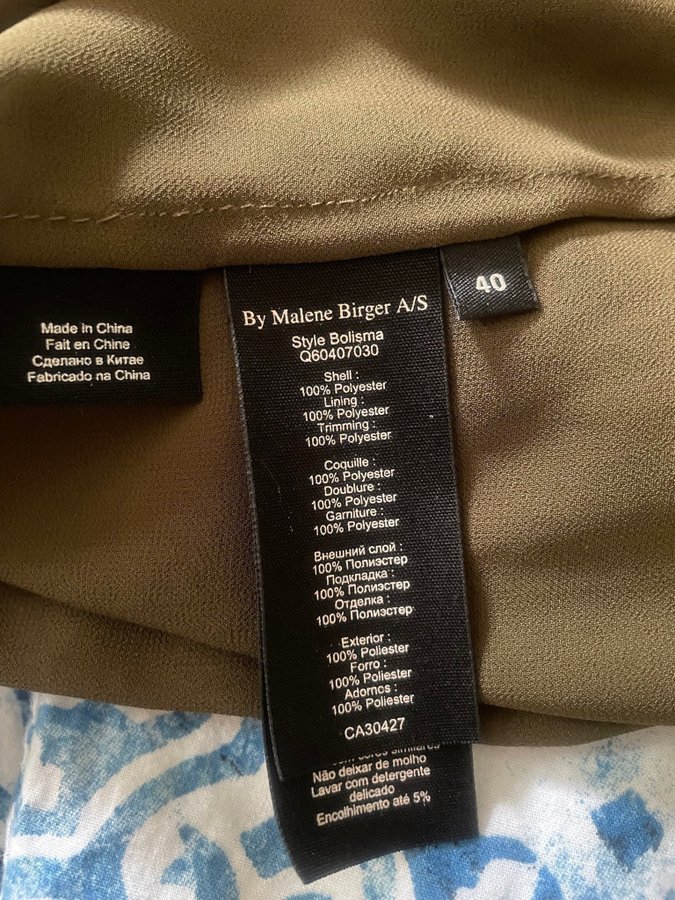 Made in China
Fait en Chine
Сделано в Китае
Fabricado na China
By Malene Birger A/S
Style Bolisma
Q60407030
Shell :
100% Polyester
Lining :
100% Polyester
Trimming :
100% Polyester
Coquille :
100% Polyester
Doublure :
100% Polyester
Garniture :
100% Polyester
Внешний слой :
100% Полиэстер
Подкладка :
100% Полиэстер
Отделка :
100% Полиэстер
Exterior :
100% Poliester
Forro :
100% Poliester
Adornos :
100% Poliester
CA30427
40
cores similares
Não deixar de molho
Lavar com detergente
delicado
Encolhimento até 5%